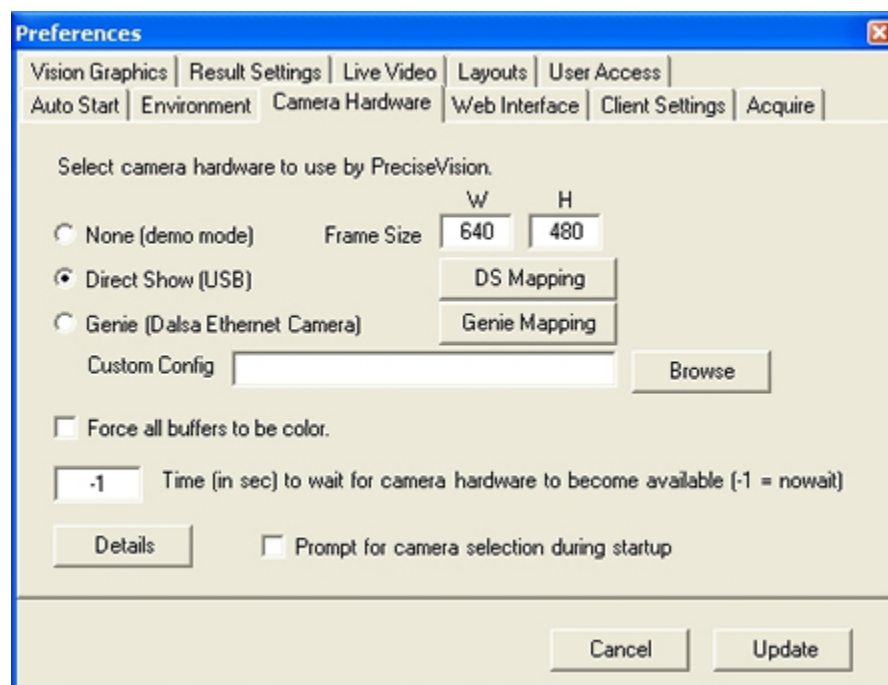 Preferences
Vision Graphics Result Settings Live Video Layouts User Access
Auto Start Environment Camera Hardware Web Interface Client Settings Acquire
Select camera hardware to use by PreciseVision.
W H
None (demo mode) Frame Size 640 480
Direct Show (USB) DS Mapping
Genie (Dalsa Ethernet Camera) Genie Mapping
Custom Config Browse
Force all buffers to be color.
-1 Time (in sec) to wait for camera hardware to become available (-1 = nowait)
Details Prompt for camera selection during startup
Cancel Update